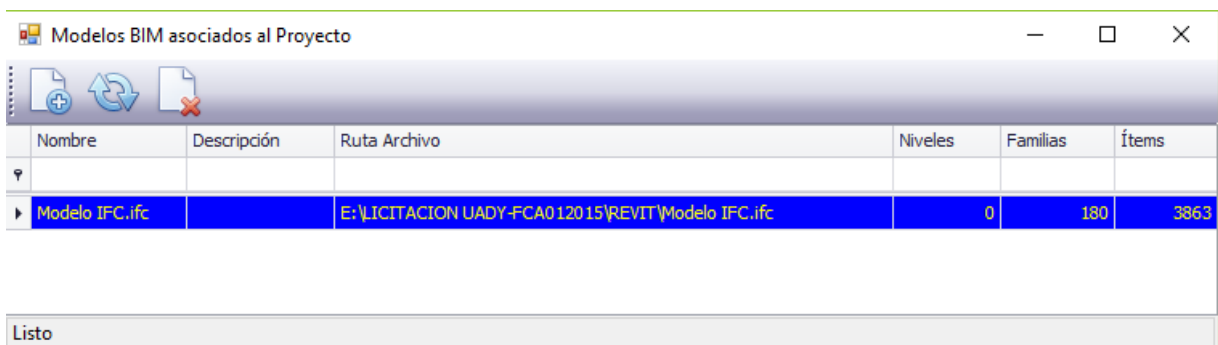 Modelos BIM asociados al Proyecto
Nombre Descripción Ruta Archivo Niveles Familias Ítems
Modelo IFC.ifc E:\LICITACION UADY-FCA012015\REVIT\Modelo IFC.ifc 0 180 3863
Listo